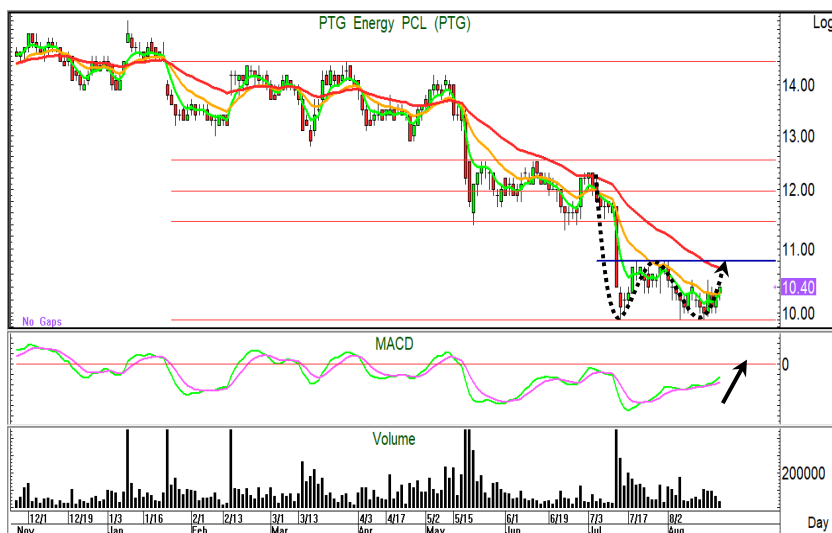 PTG Energy PCL (PTG)
Log
14.00
13.00
12.00
11.00
10.40
10.00
No Gaps
MACD
0
Volume
200000
12/1 12/19 1/3 1/16 2/1 2/13 3/1 3/13 4/3 4/17 5/2 5/15 6/1 6/19 7/3 7/17 8/2
Nov Jan Feb Mar Apr May Jun Jul Aug
Day